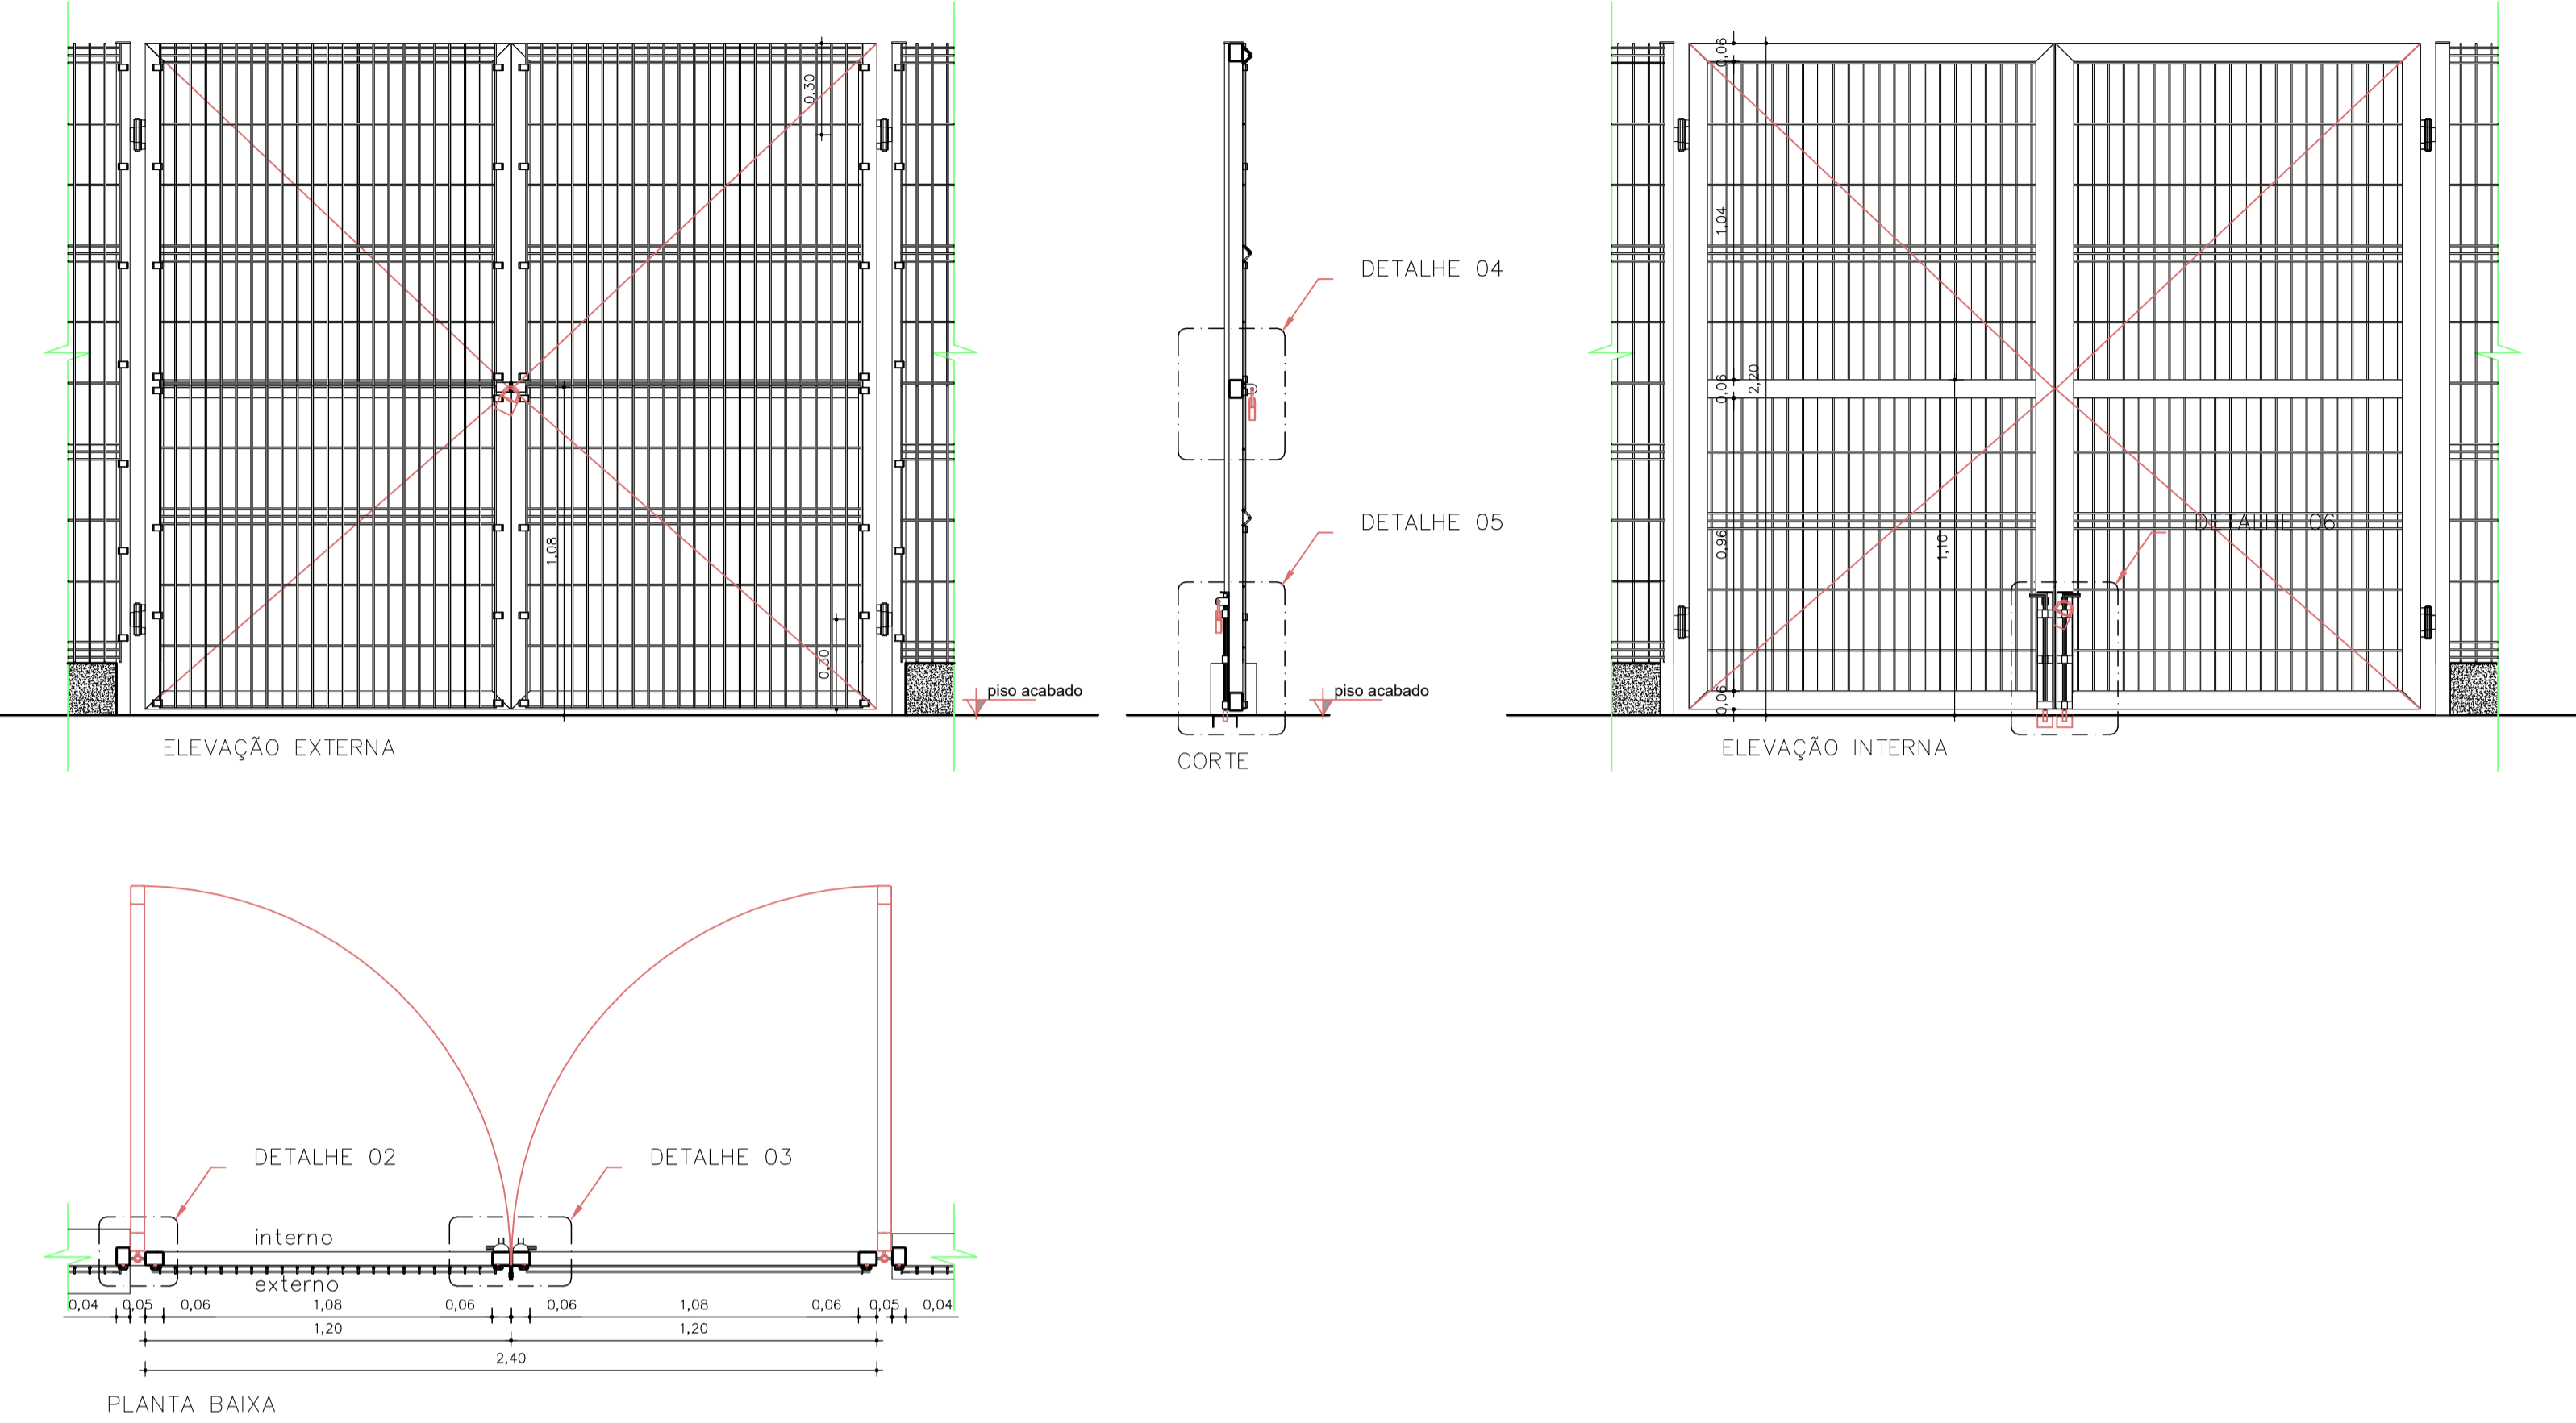 0,30
1,08
0,30
piso acabado
ELEVAÇÃO EXTERNA
DETALHE 04
DETALHE 05
piso acabado
CORTE
0,06
1,04
0,06
2,20
0,96
1,10
0,06
DETALHE 06
ELEVAÇÃO INTERNA
DETALHE 02
DETALHE 03
interno
externo
0,04 0,05 0,06 1,08 0,06 0,06 1,08 0,06 0,05 0,04
1,20 1,20
2,40
PLANTA BAIXA